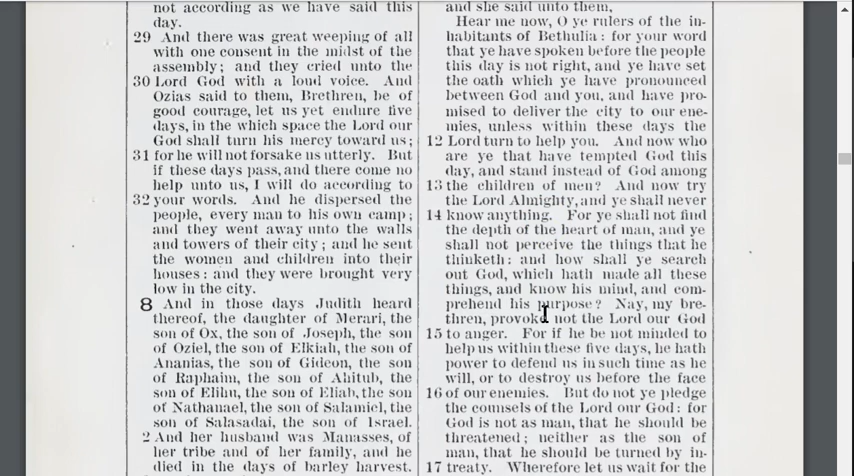 not according as we have said this
day.
29 And there was great weeping of all
with one consent in the midst of the
assembly; and they cried unto the
30 Lord God with a loud voice. And
Ozias said to them, Brethren, be of
good courage, let us yet endure five
days, in the which space the Lord our
God shall turn his mercy toward us;
31 for he will not forsake us utterly. But
if these days pass, and there come no
help unto us, I will do according to
32 your words. And he dispersed the
people, every man to his own camp;
and they went away unto the walls
and towers of their city; and he sent
the women and children into their
houses: and they were brought very
low in the city.
8 And in those days Judith heard
thereof, the daughter of Merari, the
son of Ox, the son of Joseph, the son
of Oziel, the son of Elkiah, the son of
Ananias, the son of Gideon, the son
of Raphaim, the son of Ahitub, the
son of Elihu, the son of Eliab, the son
of Nathanael, the son of Salamiel, the
son of Salasadai, the son of Israel.
2 And her husband was Manasses, of
her tribe and of her family, and he
died in the days of barley harvest.
and she said unto them,
Hear me now, O ye rulers of the in-
habitants of Bethulia: for your word
that ye have spoken before the people
this day is not right, and ye have set
the oath which ye have pronounced
between God and you, and have pro-
mised to deliver the city to our ene-
mies, unless within these days the
12 Lord turn to help you. And now who
are ye that have tempted God this
day, and stand instead of God among
13 the children of men? And now try
the Lord Almighty, and ye shall never
14 know anything. For ye shall not find
the depth of the heart of man, and ye
shall not perceive the things that he
thinketh: and how shall ye search
out God, which hath made all these
things, and know his mind, and com-
prehend his purpose? Nay, my bre-
thren, provoke not the Lord our God
15 to anger. For if he be not minded to
help us within these five days, he hath
power to defend us in such time as he
will, or to destroy us before the face
16 of our enemies. But do not ye pledge
the counsels of the Lord our God: for
God is not as man, that he should be
threatened; neither as the son of
man, that he should be turned by in-
17 treaty. Wherefore let us wait for the